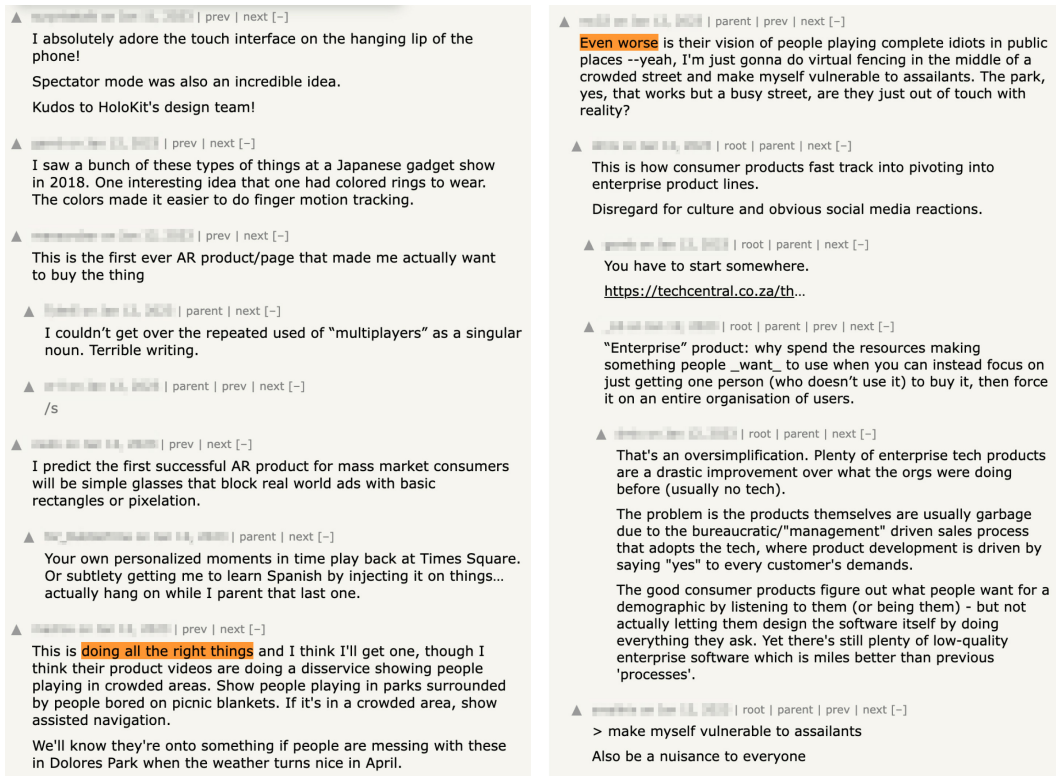 ▲ | prev | next [–]
I absolutely adore the touch interface on the hanging lip of the
phone!
Spectator mode was also an incredible idea.
Kudos to HoloKit's design team!
▲ | prev | next [–]
I saw a bunch of these types of things at a Japanese gadget show
in 2018. One interesting idea that one had colored rings to wear.
The colors made it easier to do finger motion tracking.
▲ | prev | next [–]
This is the first ever AR product/page that made me actually want
to buy the thing
▲ | parent | next [–]
I couldn’t get over the repeated used of “multiplayers” as a singular
noun. Terrible writing.
▲ | parent | prev | next [–]
/s
▲ | prev | next [–]
I predict the first successful AR product for mass market consumers
will be simple glasses that block real world ads with basic
rectangles or pixelation.
▲ | parent | next [–]
Your own personalized moments in time play back at Times Square.
Or subtlety getting me to learn Spanish by injecting it on things…
actually hang on while I parent that last one.
▲ | prev | next [–]
This is doing all the right things and I think I'll get one, though I
think their product videos are doing a disservice showing people
playing in crowded areas. Show people playing in parks surrounded
by people bored on picnic blankets. If it's in a crowded area, show
assisted navigation.
We'll know they're onto something if people are messing with these
in Dolores Park when the weather turns nice in April.
▲ | parent | prev | next [–]
Even worse is their vision of people playing complete idiots in public
places --yeah, I'm just gonna do virtual fencing in the middle of a
crowded street and make myself vulnerable to assailants. The park,
yes, that works but a busy street, are they just out of touch with
reality?
▲ | root | parent | next [–]
This is how consumer products fast track into pivoting into
enterprise product lines.
Disregard for culture and obvious social media reactions.
▲ | root | parent | next [–]
You have to start somewhere.
https://techcentral.co.za/th...
▲ | root | parent | prev | next [–]
“Enterprise” product: why spend the resources making
something people _want_ to use when you can instead focus on
just getting one person (who doesn’t use it) to buy it, then force
it on an entire organisation of users.
▲ | root | parent | next [–]
That's an oversimplification. Plenty of enterprise tech products
are a drastic improvement over what the orgs were doing
before (usually no tech).
The problem is the products themselves are usually garbage
due to the bureaucratic/"management" driven sales process
that adopts the tech, where product development is driven by
saying "yes" to every customer's demands.
The good consumer products figure out what people want for a
demographic by listening to them (or being them) - but not
actually letting them design the software itself by doing
everything they ask. Yet there's still plenty of low-quality
enterprise software which is miles better than previous
'processes'.
▲ | root | parent | prev | next [–]
> make myself vulnerable to assailants
Also be a nuisance to everyone